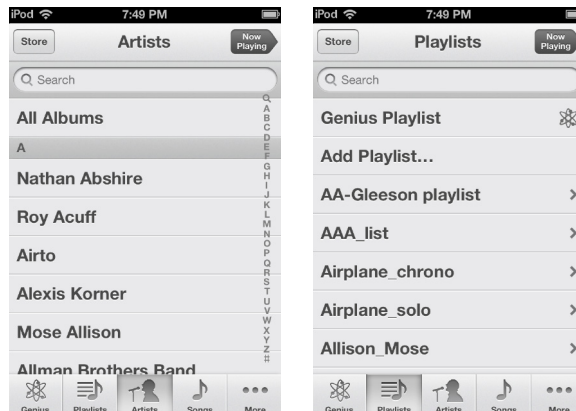 iPod 7:49 PM
Store Artists Now Playing
Search
All Albums
A
Nathan Abshire
Roy Acuff
Airto
Alexis Korner
Mose Allison
Allman Brothers Band
A
B
C
D
E
F
G
H
I
J
K
L
M
N
O
P
Q
R
S
T
U
V
W
X
Y
Z
#
Genius Playlists Artists Songs More
iPod 7:49 PM
Store Playlists Now Playing
Search
Genius Playlist
Add Playlist...
AA-Gleeson playlist
AAA_list
Airplane_chrono
Airplane_solo
Allison_Mose
Genius Playlists Artists Songs More